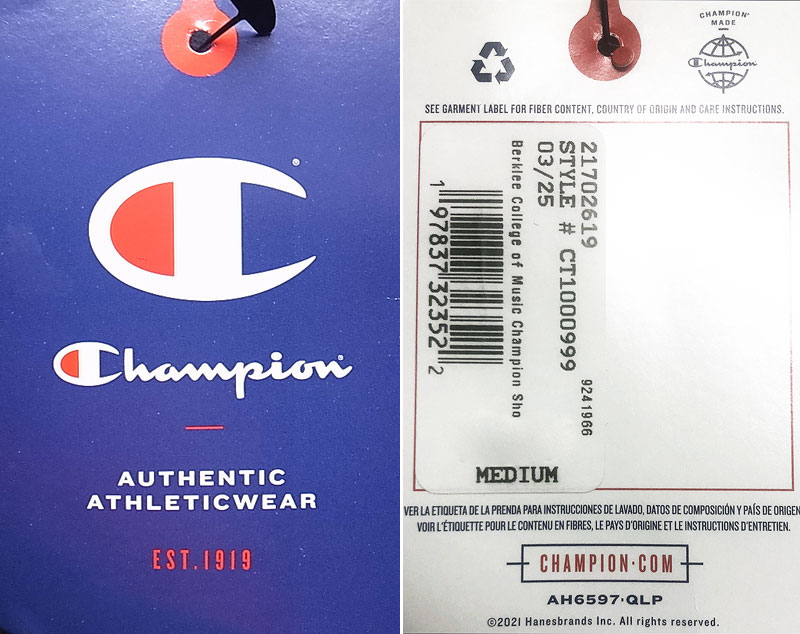 Champion
AUTHENTIC
ATHLETICWEAR
EST.1919
CHAMPION®
MADE
Champion
SEE GARMENT LABEL FOR FIBER CONTENT, COUNTRY OF ORIGIN AND CARE INSTRUCTIONS.
21702619
STYLE # CT1000999
03/25
Berklee College of Music Champion Sho
1 97837 32352 2
9241966
MEDIUM
VER LA ETIQUETA DE LA PRENDA PARA INSTRUCCIONES DE LAVADO, DATOS DE COMPOSICIÓN Y PAÍS DE ORIGEN
VOIR L'ÉTIQUETTE POUR LE CONTENU EN FIBRES, LE PAYS D'ORIGINE ET LE INSTRUCTIONS D'ENTRETIEN.
CHAMPION·COM
AH6597·QLP
©2021 Hanesbrands Inc. All rights reserved.